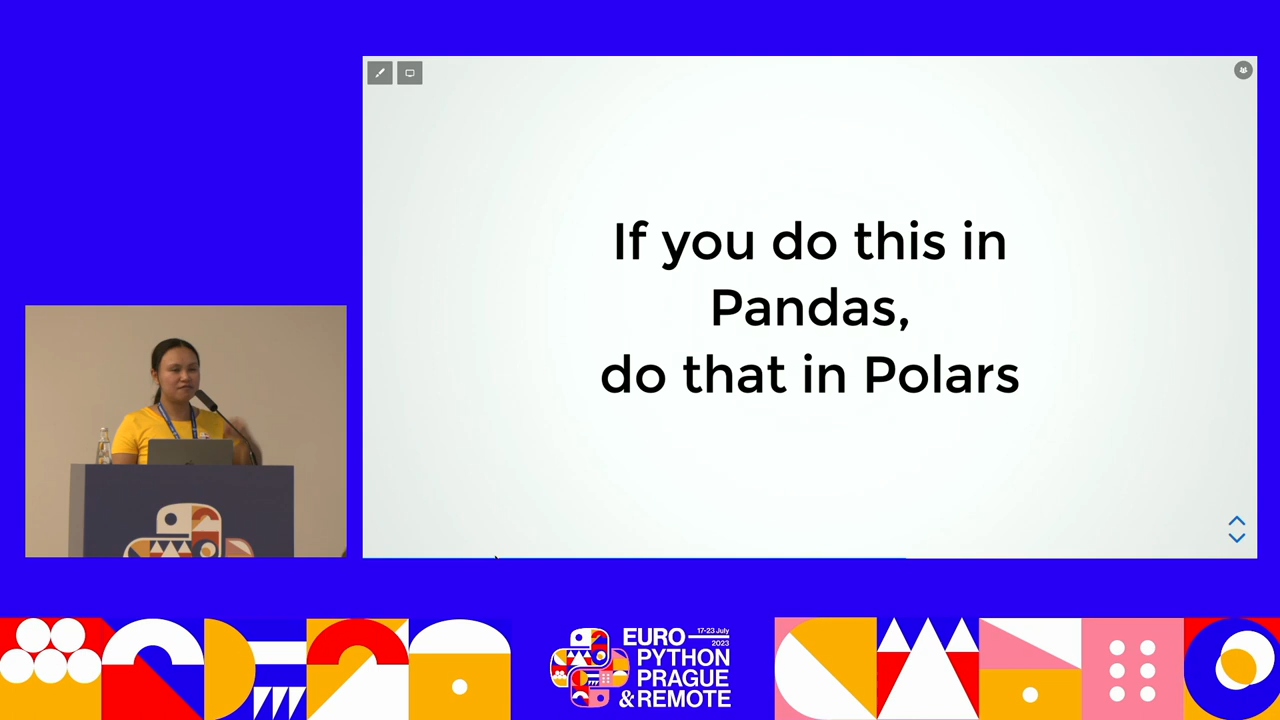 If you do this in
Pandas,
do that in Polars
EURO
17-23 July
2023
PYTHON
PRAGUE
& REMOTE